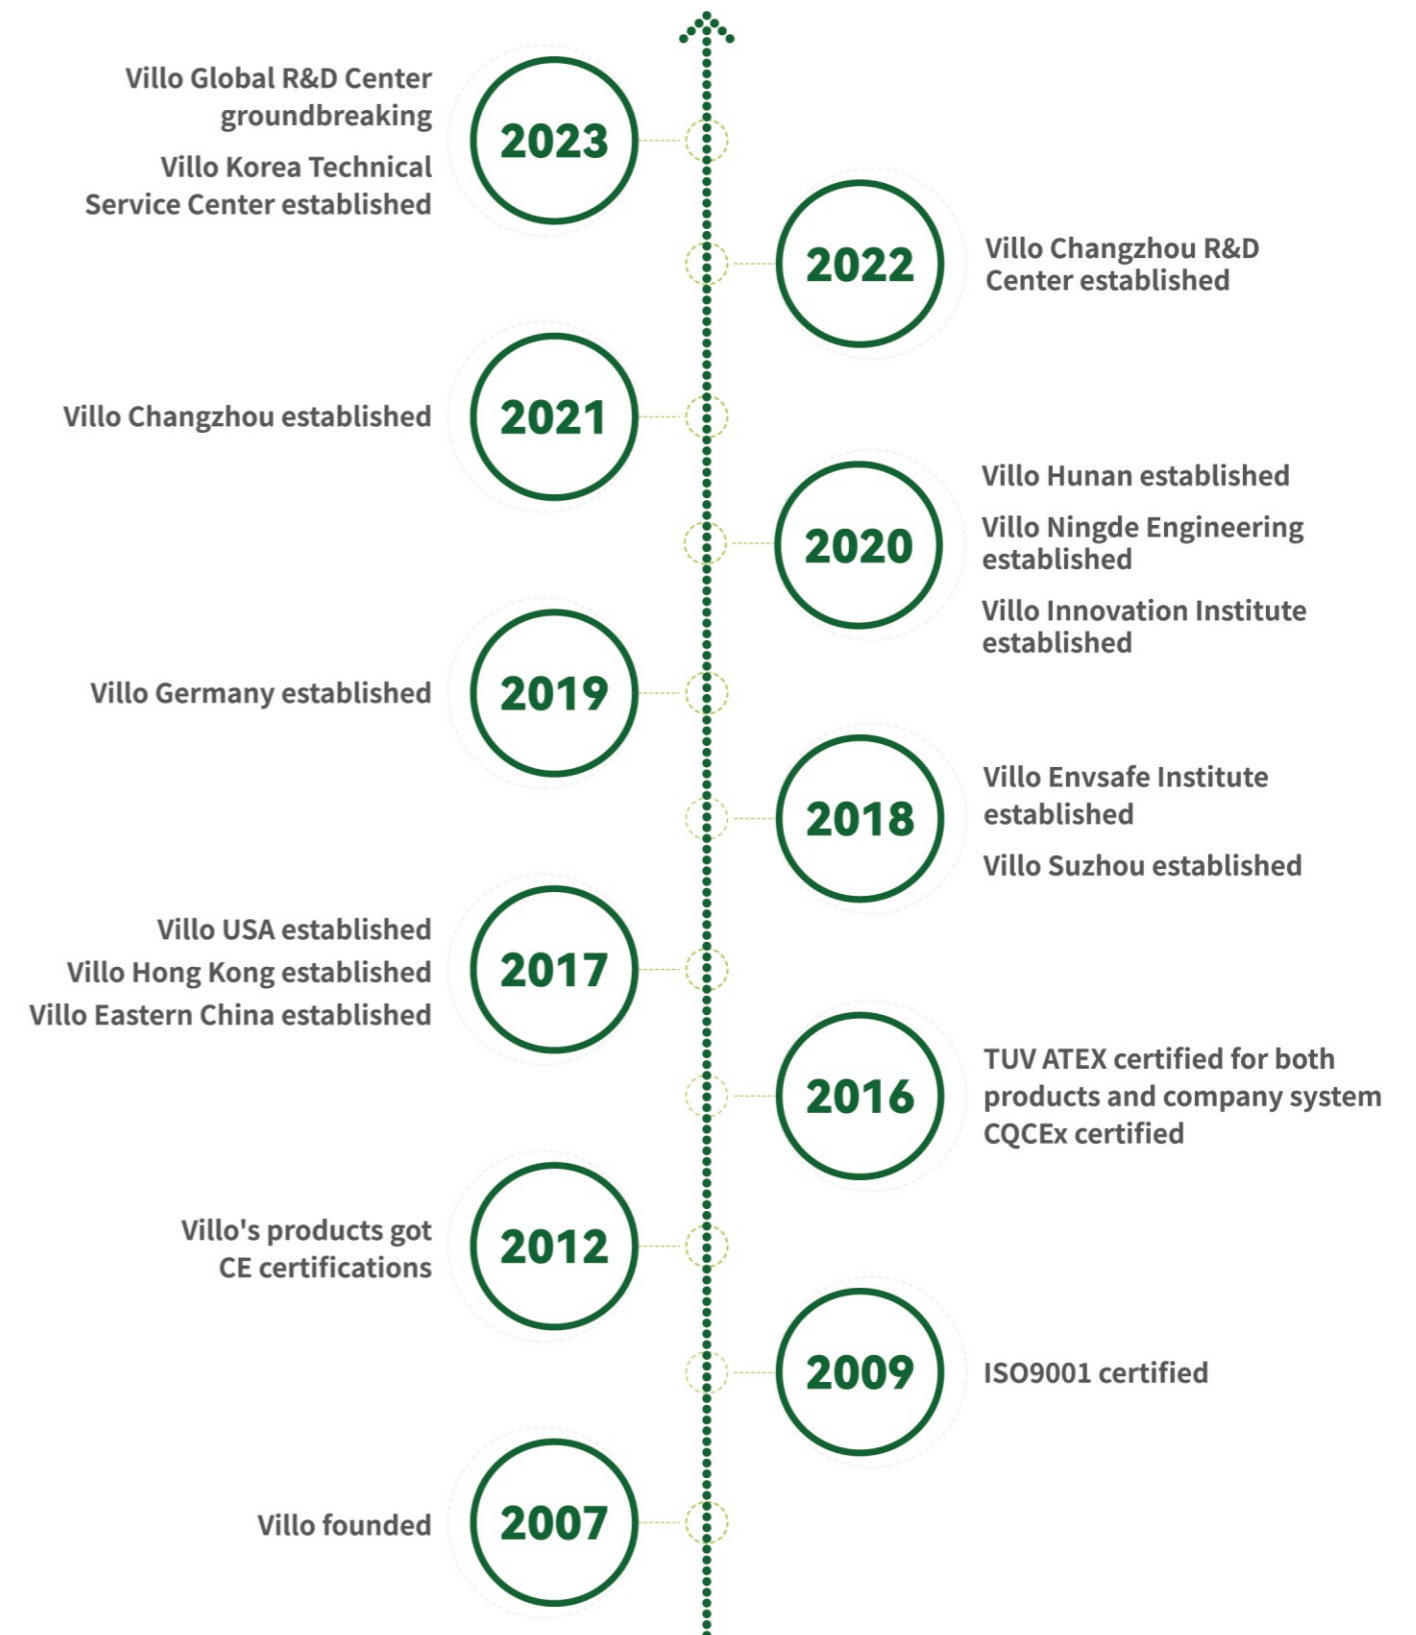 Villo Global R&D Center
groundbreaking
Villo Korea Technical
Service Center established
2023
2022
Villo Changzhou R&D
Center established
Villo Changzhou established
2021
2020
Villo Hunan established
Villo Ningde Engineering
established
Villo Innovation Institute
established
Villo Germany established
2019
2018
Villo Envsafe Institute
established
Villo Suzhou established
Villo USA established
Villo Hong Kong established
Villo Eastern China established
2017
2016
TUV ATEX certified for both
products and company system
CQCEx certified
Villo's products got
CE certifications
2012
2009
ISO9001 certified
Villo founded
2007